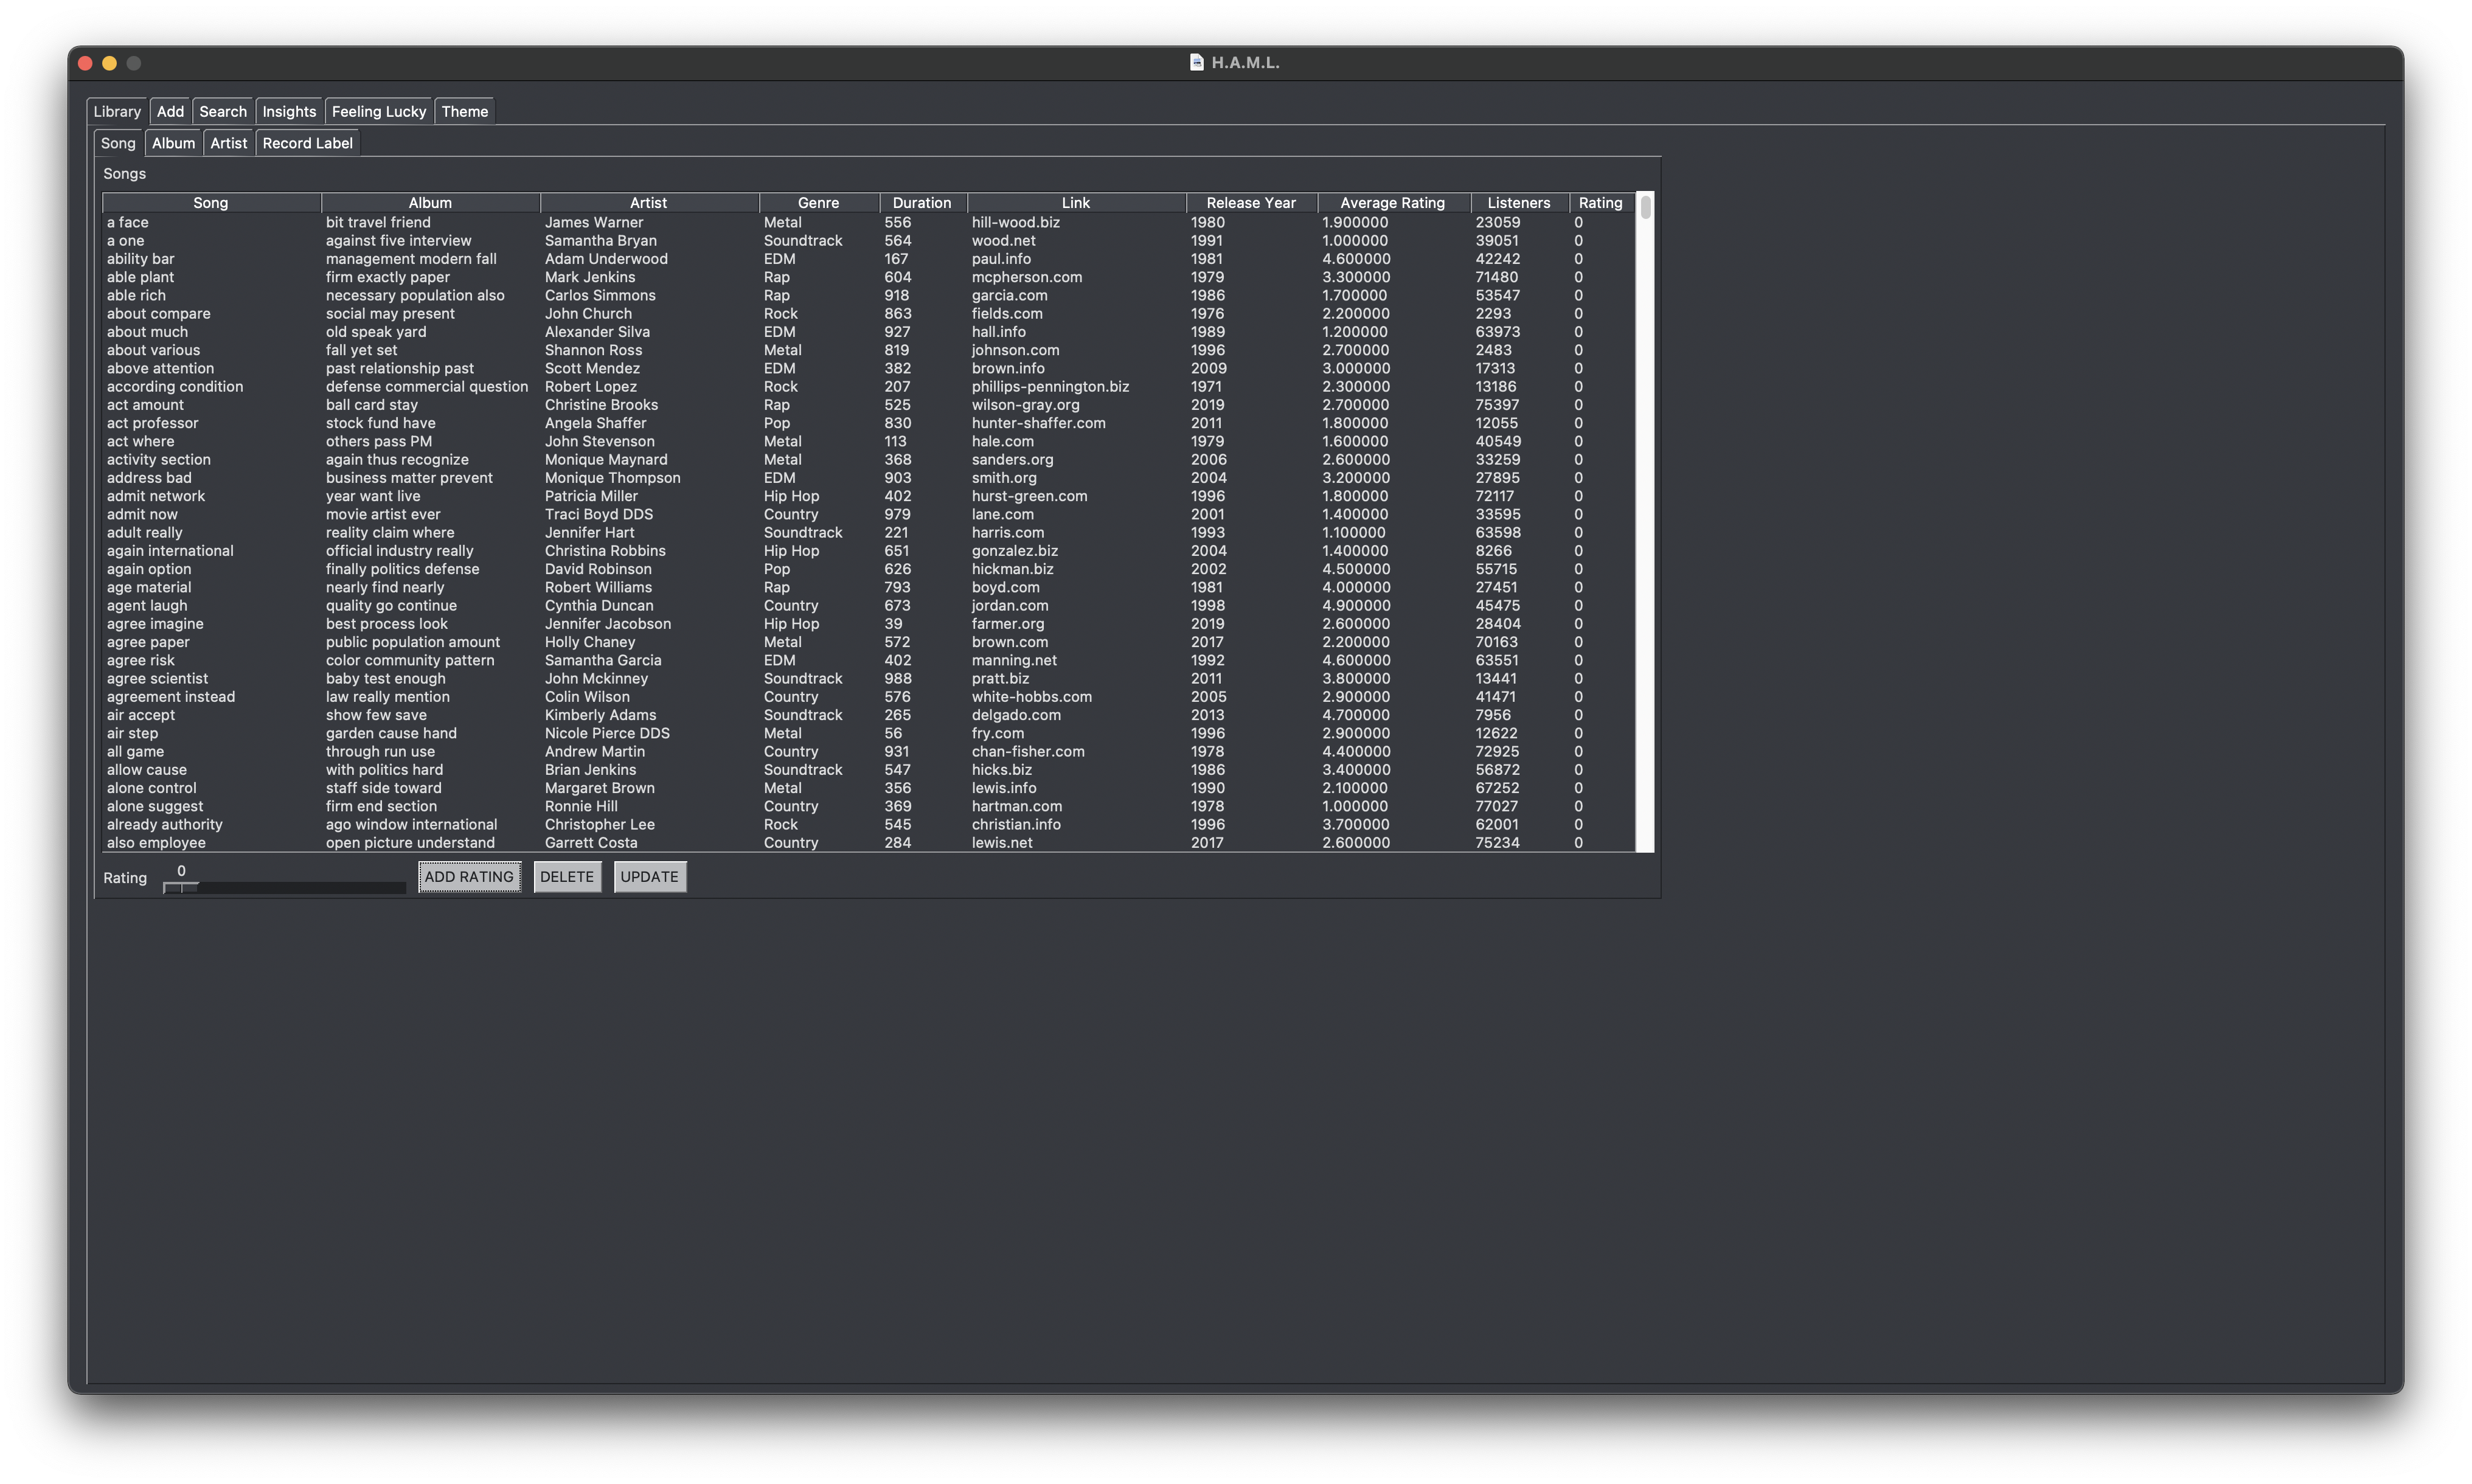 H.A.M.L.
Library Add Search Insights Feeling Lucky Theme
Song Album Artist Record Label
Songs
Song Album Artist Genre Duration Link Release Year Average Rating Listeners Rating
a face bit travel friend James Warner Metal 556 hill-wood.biz 1980 1.900000 23059 0
a one against five interview Samantha Bryan Soundtrack 564 wood.net 1991 1.000000 39051 0
ability bar management modern fall Adam Underwood EDM 167 paul.info 1981 4.600000 42242 0
able plant firm exactly paper Mark Jenkins Rap 604 mcpherson.com 1979 3.300000 71480 0
able rich necessary population also Carlos Simmons Rap 918 garcia.com 1986 1.700000 53547 0
about compare social may present John Church Rock 863 fields.com 1976 2.200000 2293 0
about much old speak yard Alexander Silva EDM 927 hall.info 1989 1.200000 63973 0
about various fall yet set Shannon Ross Metal 819 johnson.com 1996 2.700000 2483 0
above attention past relationship past Scott Mendez EDM 382 brown.info 2009 3.000000 17313 0
according condition defense commercial question Robert Lopez Rock 207 phillips-pennington.biz 1971 2.300000 13186 0
act amount ball card stay Christine Brooks Rap 525 wilson-gray.org 2019 2.700000 75397 0
act professor stock fund have Angela Shaffer Pop 830 hunter-shaffer.com 2011 1.800000 12055 0
act where others pass PM John Stevenson Metal 113 hale.com 1979 1.600000 40549 0
activity section again thus recognize Monique Maynard Metal 368 sanders.org 2006 2.600000 33259 0
address bad business matter prevent Monique Thompson EDM 903 smith.org 2004 3.200000 27895 0
admit network year want live Patricia Miller Hip Hop 402 hurst-green.com 1996 1.800000 72117 0
admit now movie artist ever Traci Boyd DDS Country 979 lane.com 2001 1.400000 33595 0
adult really reality claim where Jennifer Hart Soundtrack 221 harris.com 1993 1.100000 63598 0
again international official industry really Christina Robbins Hip Hop 651 gonzalez.biz 2004 1.400000 8266 0
again option finally politics defense David Robinson Pop 626 hickman.biz 2002 4.500000 55715 0
age material nearly find nearly Robert Williams Rap 793 boyd.com 1981 4.000000 27451 0
agent laugh quality go continue Cynthia Duncan Country 673 jordan.com 1998 4.900000 45475 0
agree imagine best process look Jennifer Jacobson Hip Hop 39 farmer.org 2019 2.600000 28404 0
agree paper public population amount Holly Chaney Metal 572 brown.com 2017 2.200000 70163 0
agree risk color community pattern Samantha Garcia EDM 402 manning.net 1992 4.600000 63551 0
agree scientist baby test enough John Mckinney Soundtrack 988 pratt.biz 2011 3.800000 13441 0
agreement instead law really mention Colin Wilson Country 576 white-hobbs.com 2005 2.900000 41471 0
air accept show few save Kimberly Adams Soundtrack 265 delgado.com 2013 4.700000 7956 0
air step garden cause hand Nicole Pierce DDS Metal 56 fry.com 1996 2.900000 12622 0
all game through run use Andrew Martin Country 931 chan-fisher.com 1978 4.400000 72925 0
allow cause with politics hard Brian Jenkins Soundtrack 547 hicks.biz 1986 3.400000 56872 0
alone control staff side toward Margaret Brown Metal 356 lewis.info 1990 2.100000 67252 0
alone suggest firm end section Ronnie Hill Country 369 hartman.com 1978 1.000000 77027 0
already authority ago window international Christopher Lee Rock 545 christian.info 1996 3.700000 62001 0
also employee open picture understand Garrett Costa Country 284 lewis.net 2017 2.600000 75234 0
Rating 0 ADD RATING DELETE UPDATE